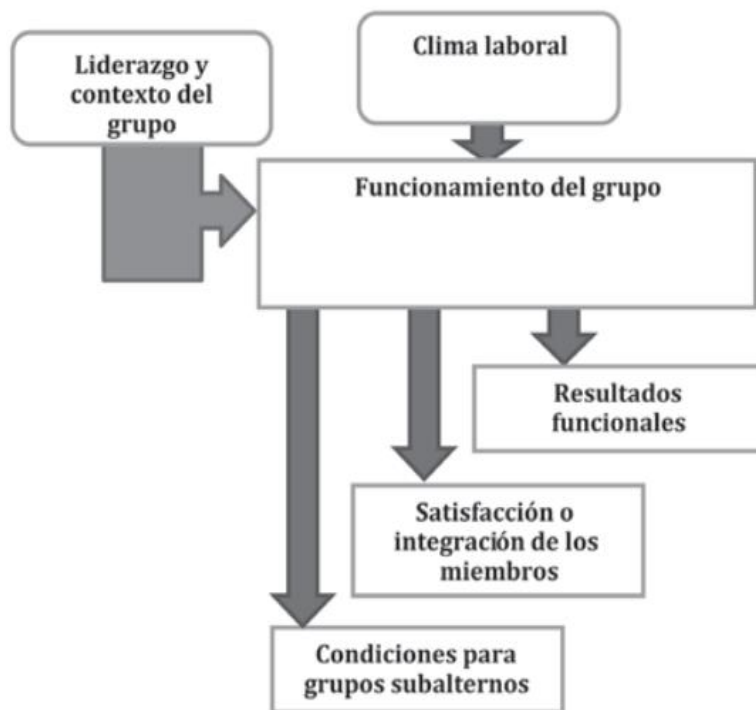 Liderazgo y
contexto del
grupo
Clima laboral
Funcionamiento del grupo
Resultados
funcionales
Satisfacción o
integración de los
miembros
Condiciones para
grupos subalternos